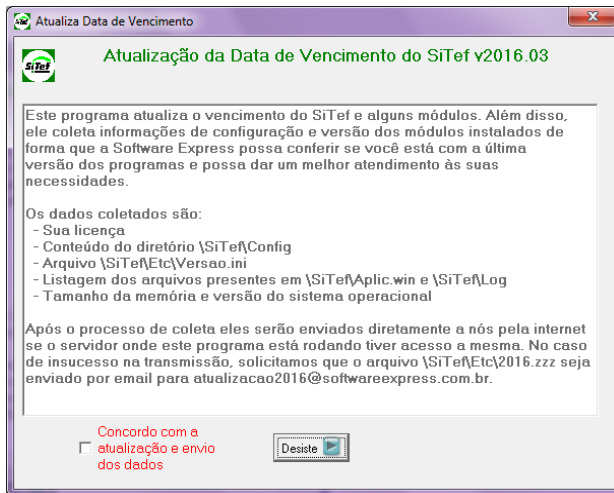 Atualiza Data de Vencimento
SiTef
Atualização da Data de Vencimento do SiTef v2016.03
Este programa atualiza o vencimento do SiTef e alguns módulos. Além disso,
ele coleta informações de configuração e versão dos módulos instalados de
forma que a Software Express possa conferir se você está com a última
versão dos programas e possa dar um melhor atendimento às suas
necessidades.
Os dados coletados são:
- Sua licença
- Conteúdo do diretório \SiTef\Config
- Arquivo \SiTef\Etc\Versao.ini
- Listagem dos arquivos presentes em \SiTef\Aplic.win e \SiTef\Log
- Tamanho da memória e versão do sistema operacional
Após o processo de coleta eles serão enviados diretamente a nós pela internet
se o servidor onde este programa está rodando tiver acesso a mesma. No caso
de insucesso na transmissão, solicitamos que o arquivo \SiTef\Etc\2016.zzz seja
enviado por email para atualizacao2016@softwareexpress.com.br.
Concordo com a
atualização e envio
dos dados
Desiste